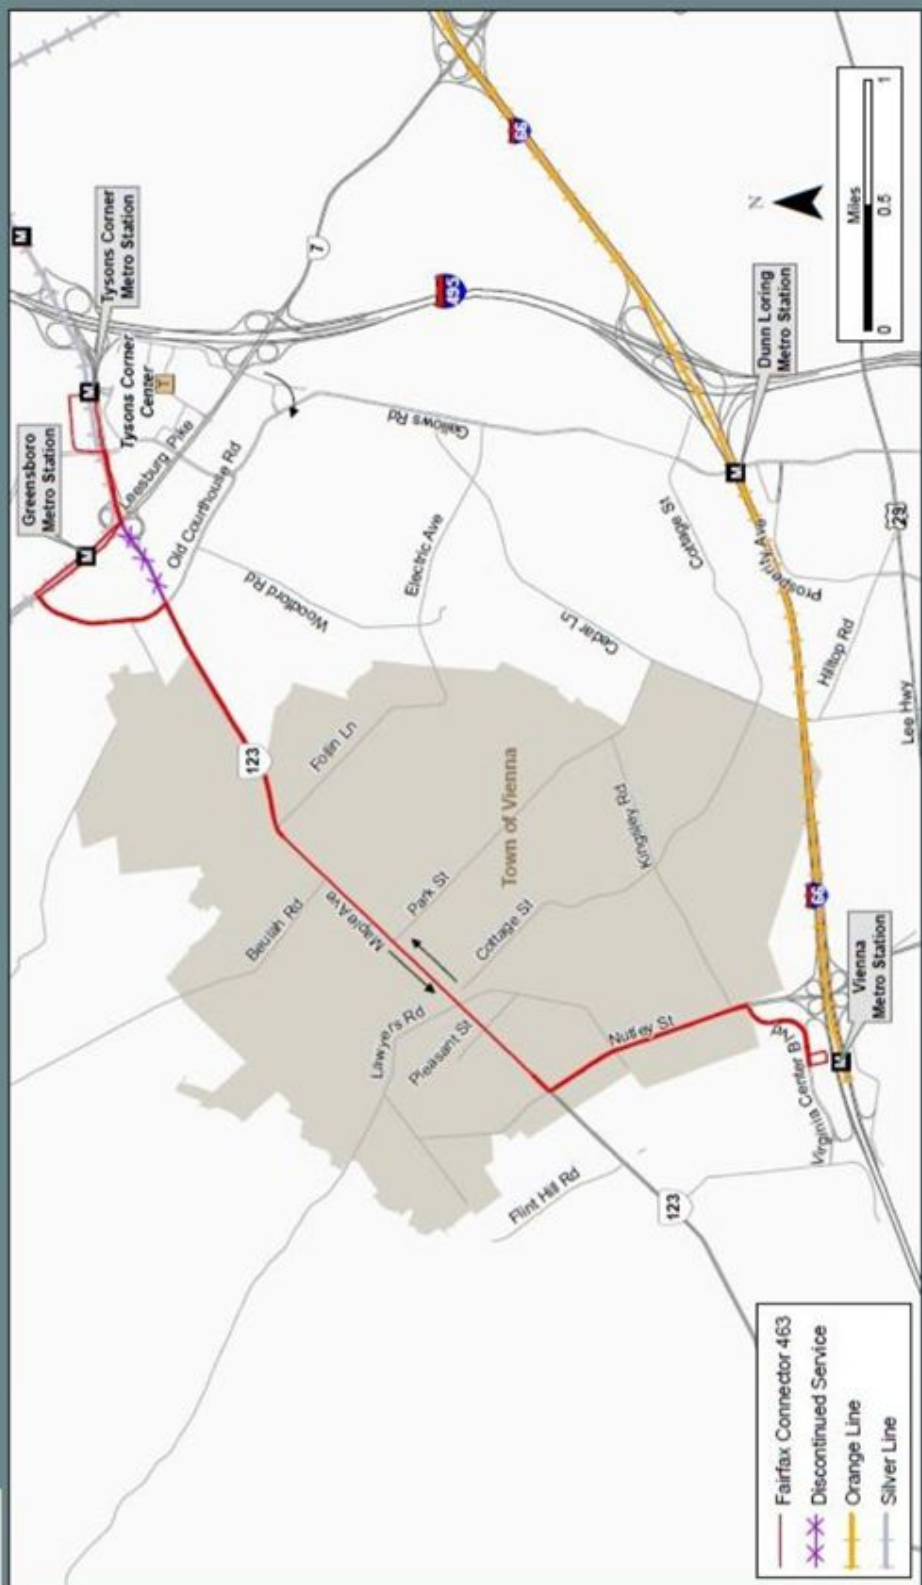 Greensboro
Metro Station
Tysons Corner
Metro Station
Tysons Corner
Center
T
M
M
M
Leesburg Pike
Old Courthouse Rd
7
495
66
Woodford Rd
Electric Ave
Gallows Rd
Cedar Ln
Cottage St
Dunn Loring
Metro Station
M
Prosperity Ave
Hilltop Rd
Lee Hwy
29
N
Miles
0
0.5
1
123
Follin Ln
Beulah Rd
Maple Ave
Park St
Town of Vienna
Kingsley Rd
Cottage St
Lawyers Rd
Pleasant St
Nutley St
Virginia Center Blvd
66
Vienna
Metro Station
M
Flint Hill Rd
123
Fairfax Connector 463
Discontinued Service
Orange Line
Silver Line